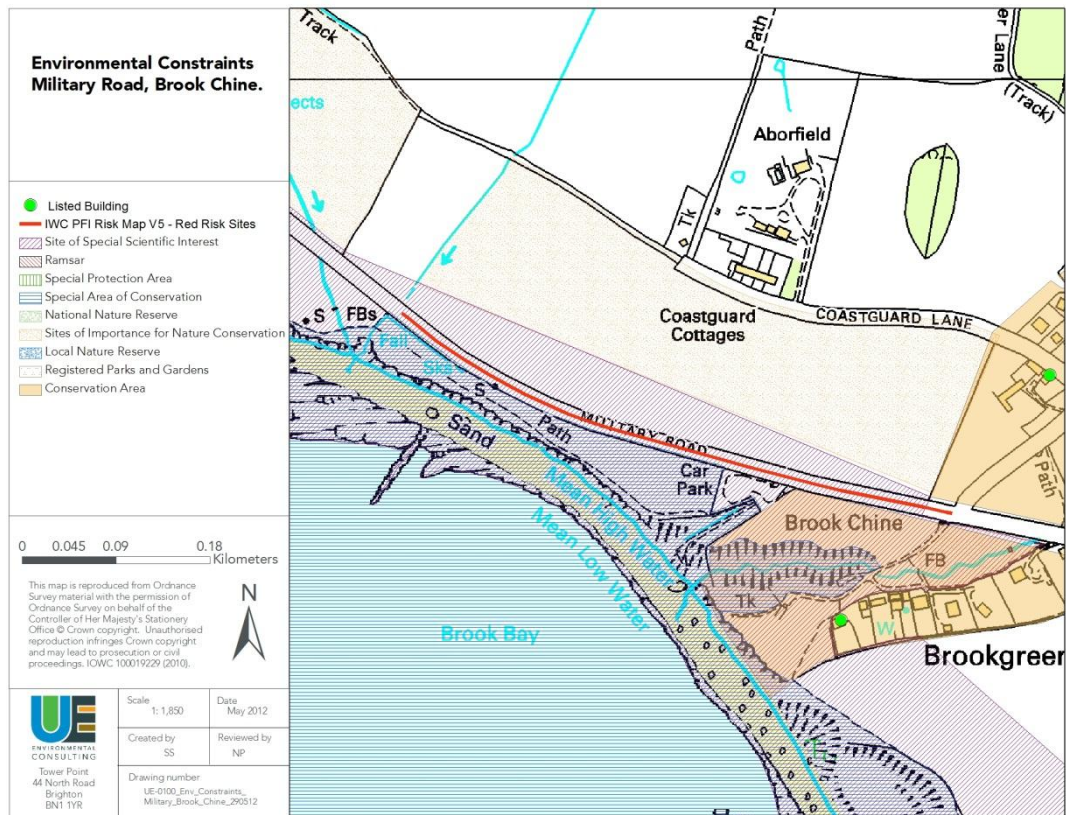 Environmental Constraints
Military Road, Brook Chine.
Listed Building
IWC PFI Risk Map V5 - Red Risk Sites
Site of Special Scientific Interest
Ramsar
Special Protection Area
Special Area of Conservation
National Nature Reserve
Sites of Importance for Nature Conservation
Local Nature Reserve
Registered Parks and Gardens
Conservation Area
0 0.045 0.09 0.18
Kilometers
This map is reproduced from Ordnance
Survey material with the permission of
Ordnance Survey on behalf of the
Controller of Her Majesty's Stationery
Office © Crown copyright. Unauthorised
reproduction infringes Crown copyright
and may lead to prosecution or civil
proceedings. IOWC 100019229 (2010).
N
UE
ENVIRONMENTAL
CONSULTING
Tower Point
44 North Road
Brighton
BN1 1YR
Scale
1: 1,850
Date
May 2012
Created by
SS
Reviewed by
NP
Drawing number
UE-0100_Env_Constraints_
Military_Brook_Chine_290512
Track
ects
Path
er Lane
(Track)
Aborfield
Tk
Coastguard
Cottages
COASTGUARD LANE
S
FBs
Fall
Sks
S
Path
Sand
MILITARY ROAD
Car
Park
Mean High Water
Mean Low Water
Brook Chine
Path
FB
Tk
W
Brook Bay
Brookgreen